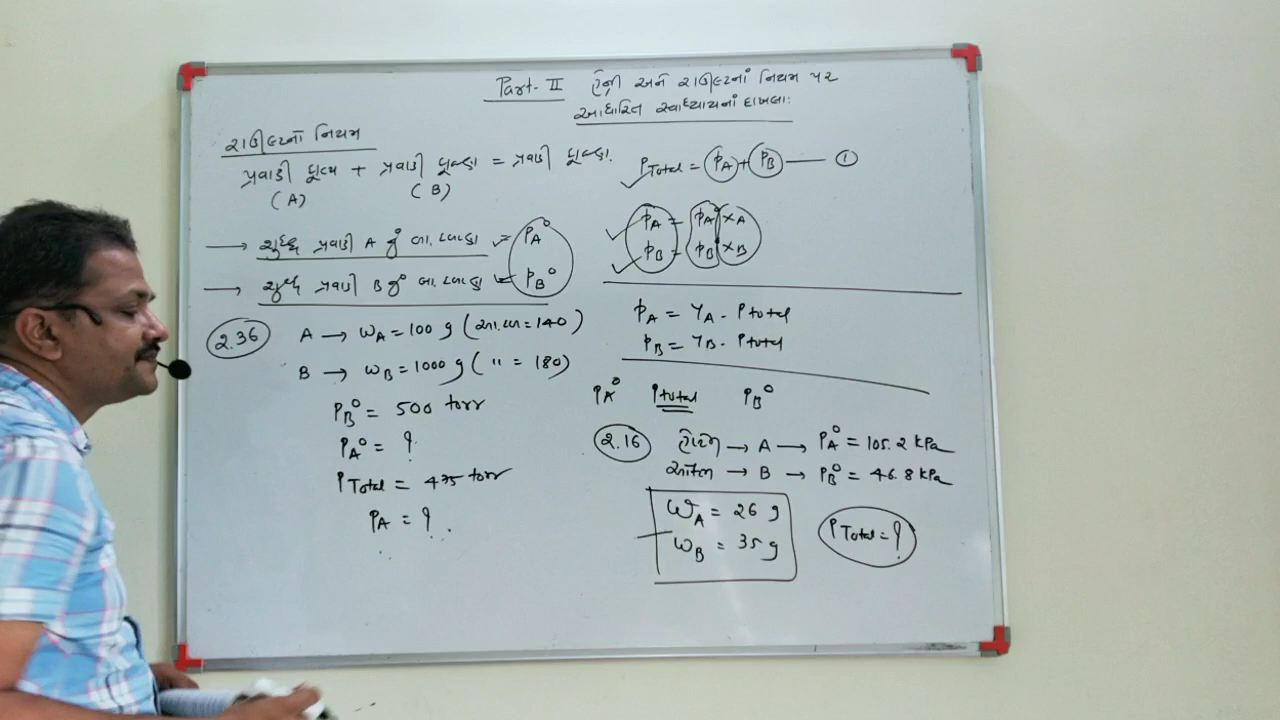 Part-II હેન્રી અને રાઉલ્ટનાં નિયમ પર
આધારિત સ્વાધ્યાયનાં દાખલા:
રાઉલ્ટનો નિયમ
પ્રવાહી દ્રાવ્ય + પ્રવાહી દ્રાવક = પ્રવાહી દ્રાવણ.
(A) (B)
→ શુદ્ધ પ્રવાહી A નું બા.દબાણ = PA°
→ શુદ્ધ પ્રવાહી B નું બા.દબાણ = PB°
2.36 A → WA = 100 g (આ.દળ = 140)
B → WB = 1000 g (" = 180)
PB° = 500 torr
PA° = ?
PTotal = 475 torr
PA = ?
PTotal = PA + PB — 1
PA = PA° XA
PB = PB° XB
PA = YA . Ptotal
PB = YB . Ptotal
PA° Ptotal PB°
2.16 હેપ્ટેન → A → PA° = 105.2 kPa
ઓક્ટેન → B → PB° = 46.8 kPa
WA = 26 g
WB = 35 g
PTotal = ?